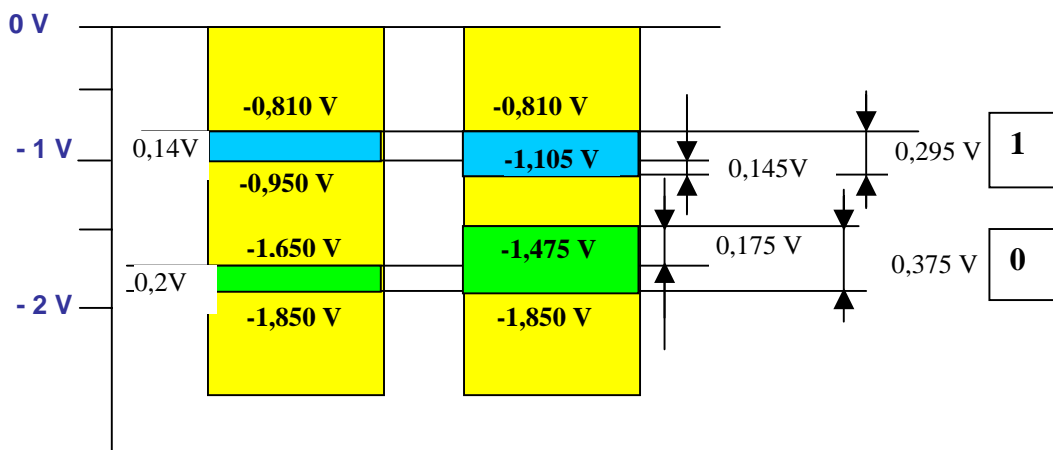 0 V
-0,810 V
-0,810 V
- 1 V
0,14V
-1,105 V
0,145V
0,295 V
1
-0,950 V
-1.650 V
-1,475 V
0,175 V
0,375 V
0
0,2V
- 2 V
-1,850 V
-1,850 V